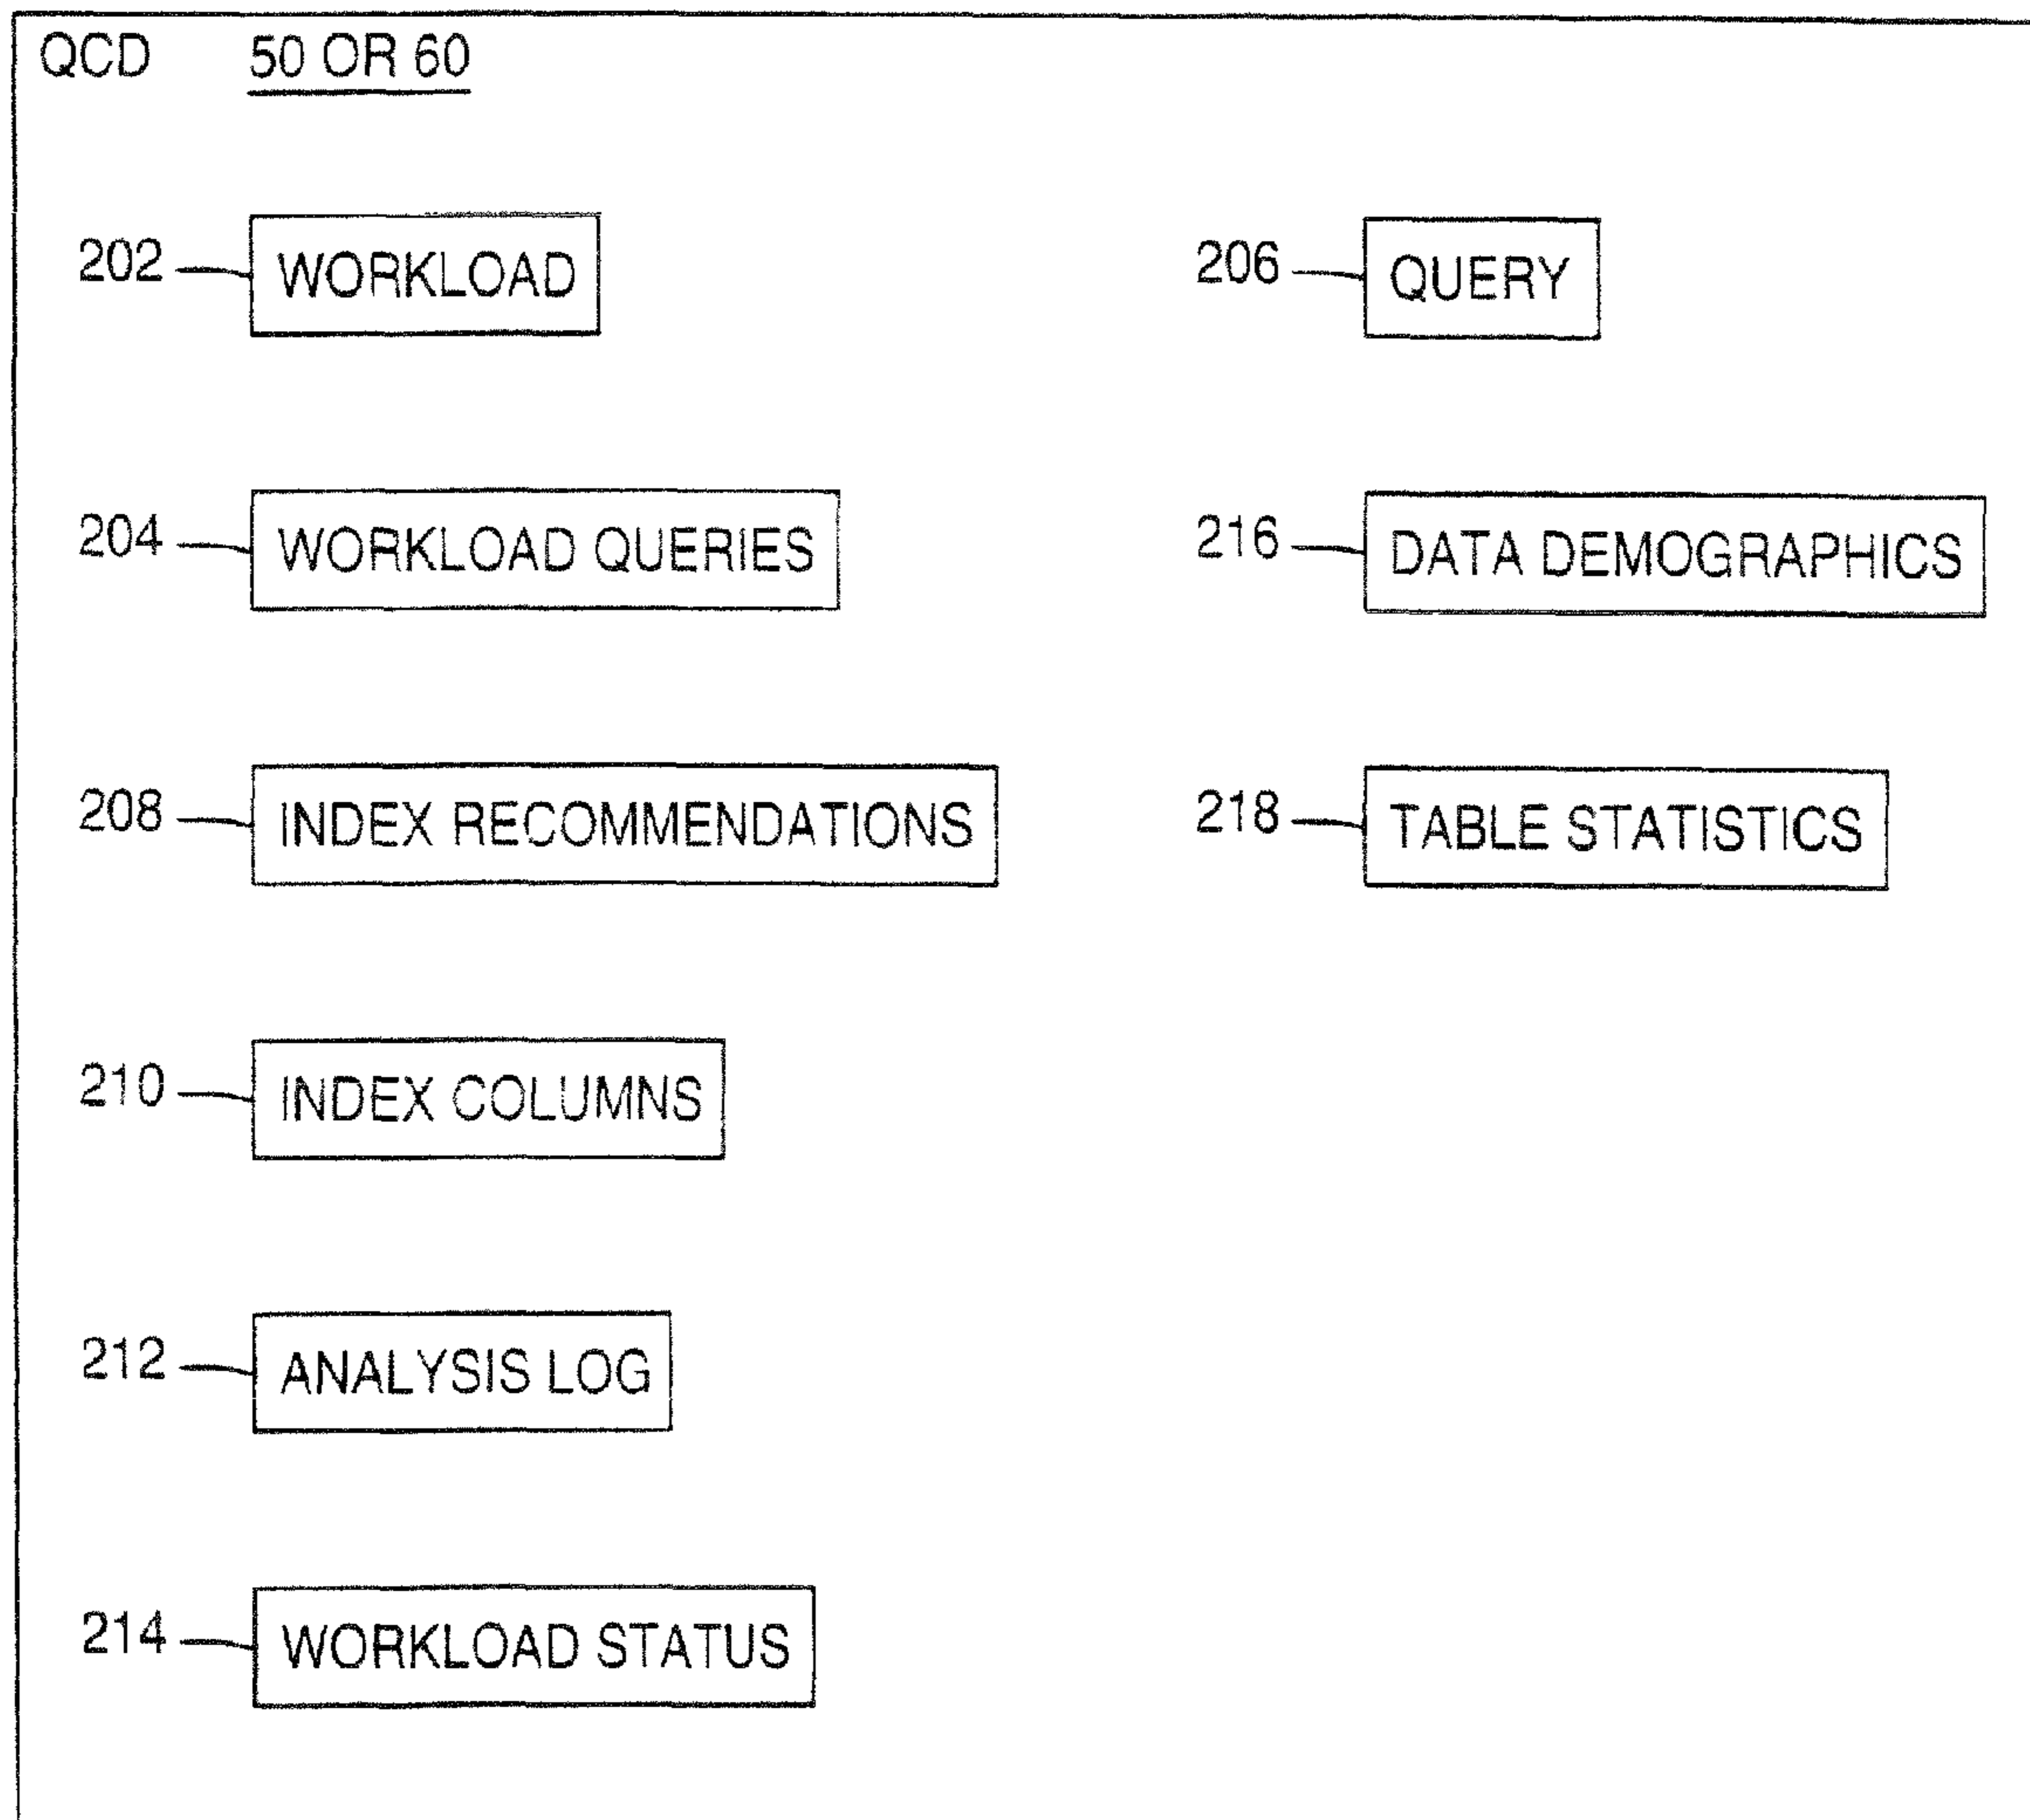 QCD 50 OR 60
202 WORKLOAD
206 QUERY
204 WORKLOAD QUERIES
216 DATA DEMOGRAPHICS
208 INDEX RECOMMENDATIONS
218 TABLE STATISTICS
210 INDEX COLUMNS
212 ANALYSIS LOG
214 WORKLOAD STATUS